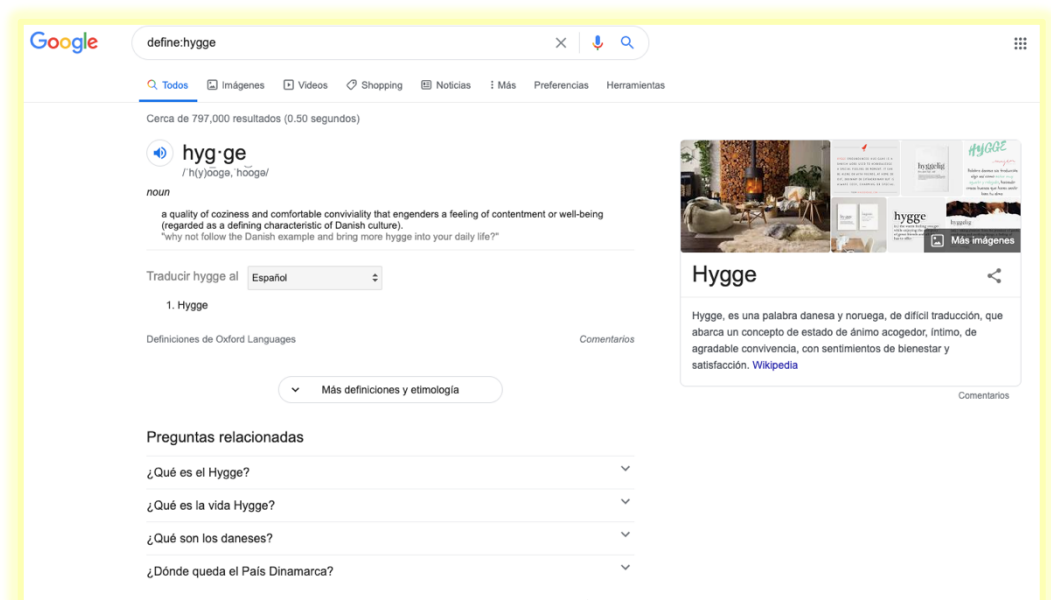 Google
define:hygge
Todos Imágenes Videos Shopping Noticias Más Preferencias Herramientas
Cerca de 797,000 resultados (0.50 segundos)
hyg·ge
/ˈh(y)o͞oɡə,ˈho͝oɡə/
noun
a quality of coziness and comfortable conviviality that engenders a feeling of contentment or well-being
(regarded as a defining characteristic of Danish culture).
"why not follow the Danish example and bring more hygge into your daily life?"
Traducir hygge al Español
1. Hygge
Definiciones de Oxford Languages Comentarios
Más definiciones y etimología
Preguntas relacionadas
¿Qué es el Hygge?
¿Qué es la vida Hygge?
¿Qué son los daneses?
¿Dónde queda el País Dinamarca?
HYGGE
hyggelig
hygge
Más imágenes
Hygge
Hygge, es una palabra danesa y noruega, de difícil traducción, que
abarca un concepto de estado de ánimo acogedor, íntimo, de
agradable convivencia, con sentimientos de bienestar y
satisfacción. Wikipedia
Comentarios